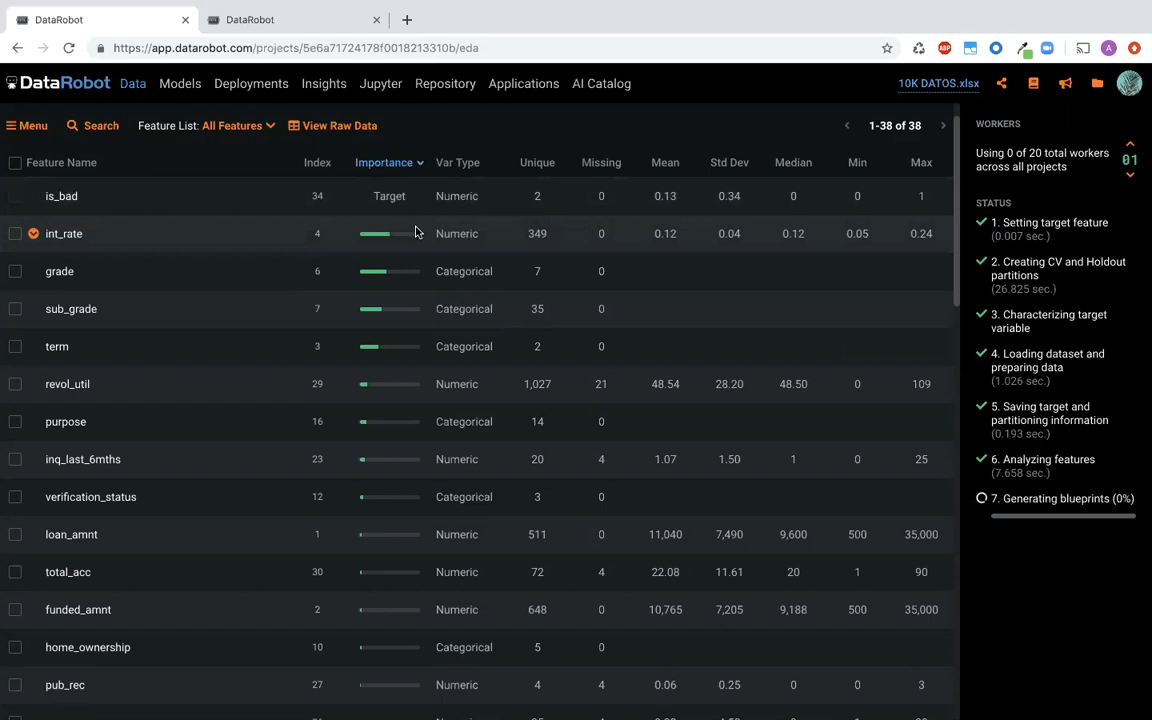 DataRobot
DataRobot
https://app.datarobot.com/projects/5e6a71724178f0018213310b/eda
ABP
A
DataRobot Data Models Deployments Insights Jupyter Repository Applications AI Catalog 10K DATOS.xlsx
Menu Search Feature List: All Features View Raw Data 1-38 of 38
Feature Name Index Importance Var Type Unique Missing Mean Std Dev Median Min Max
is_bad 34 Target Numeric 2 0 0.13 0.34 0 0 1
int_rate 4 Numeric 349 0 0.12 0.04 0.12 0.05 0.24
grade 6 Categorical 7 0
sub_grade 7 Categorical 35 0
term 3 Categorical 2 0
revol_util 29 Numeric 1,027 21 48.54 28.20 48.50 0 109
purpose 16 Categorical 14 0
inq_last_6mths 23 Numeric 20 4 1.07 1.50 1 0 25
verification_status 12 Categorical 3 0
loan_amnt 1 Numeric 511 0 11,040 7,490 9,600 500 35,000
total_acc 30 Numeric 72 4 22.08 11.61 20 1 90
funded_amnt 2 Numeric 648 0 10,765 7,205 9,188 500 35,000
home_ownership 10 Categorical 5 0
pub_rec 27 Numeric 4 4 0.06 0.25 0 0 3
WORKERS
Using 0 of 20 total workers
across all projects
01
STATUS
1. Setting target feature
(0.007 sec.)
2. Creating CV and Holdout
partitions
(26.825 sec.)
3. Characterizing target
variable
4. Loading dataset and
preparing data
(1.026 sec.)
5. Saving target and
partitioning information
(0.193 sec.)
6. Analyzing features
(7.658 sec.)
7. Generating blueprints (0%)